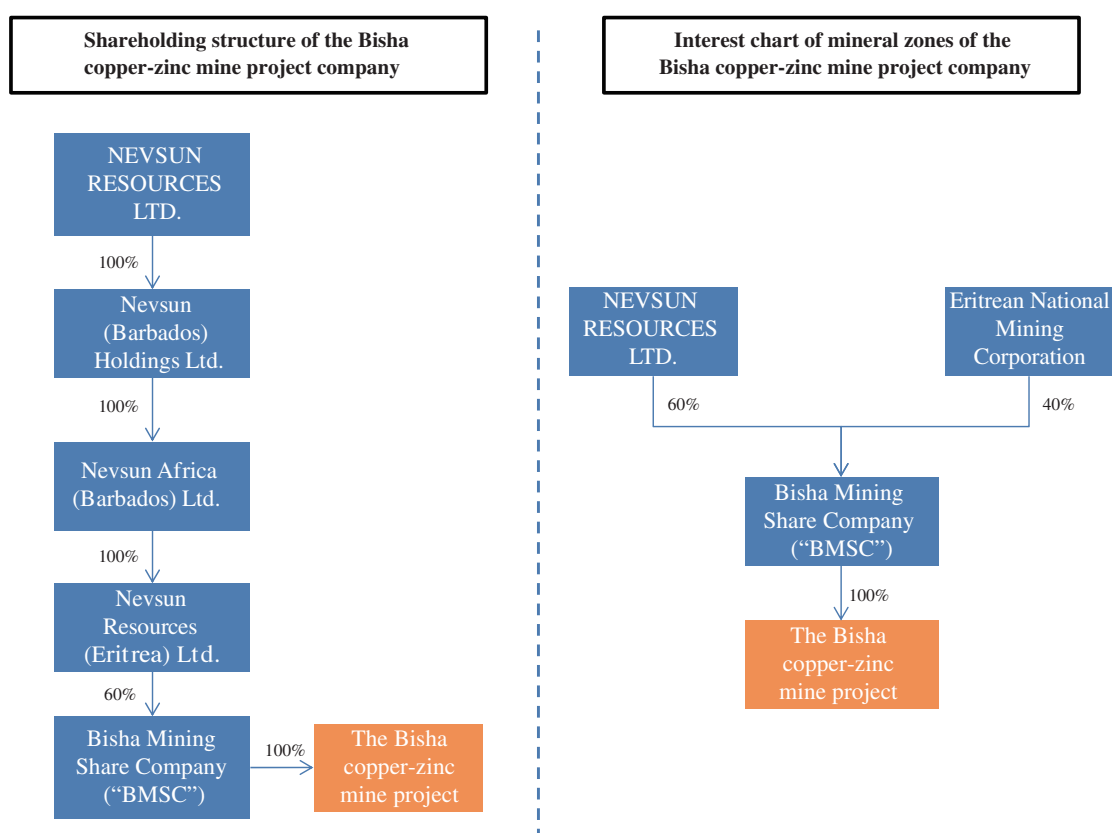 Shareholding structure of the Bisha
copper-zinc mine project company
NEVSUN
RESOURCES
LTD.
100%
Nevsun
(Barbados)
Holdings Ltd.
100%
Nevsun Africa
(Barbados) Ltd.
100%
Nevsun
Resources
(Eritrea) Ltd.
60%
Bisha Mining
Share Company
(“BMSC”)
100%
The Bisha
copper-zinc
mine project
Interest chart of mineral zones of the
Bisha copper-zinc mine project company
NEVSUN
RESOURCES
LTD.
Eritrean National
Mining
Corporation
60%
40%
Bisha Mining
Share Company
(“BMSC”)
100%
The Bisha
copper-zinc
mine project